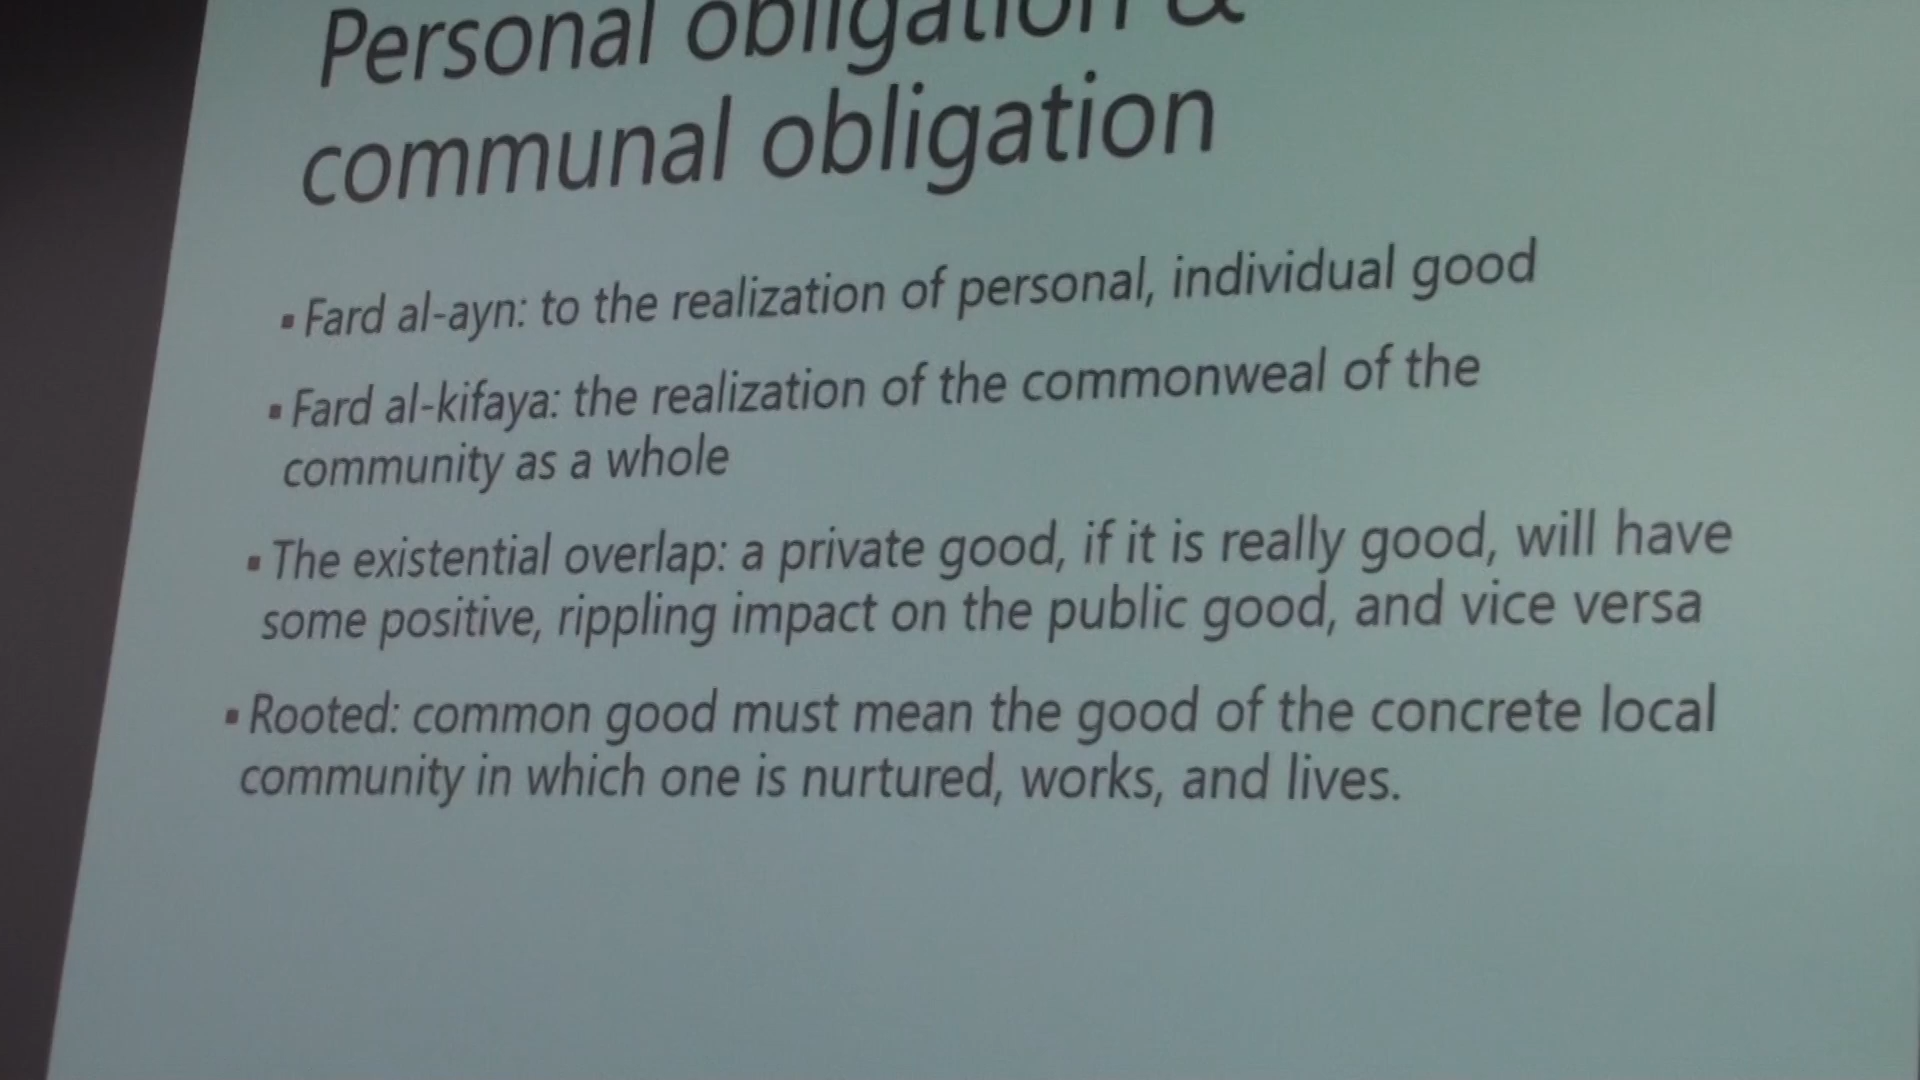 Personal obligation &
communal obligation
▪ Fard al-ayn: to the realization of personal, individual good
▪ Fard al-kifaya: the realization of the commonweal of the
community as a whole
▪ The existential overlap: a private good, if it is really good, will have
some positive, rippling impact on the public good, and vice versa
▪ Rooted: common good must mean the good of the concrete local
community in which one is nurtured, works, and lives.